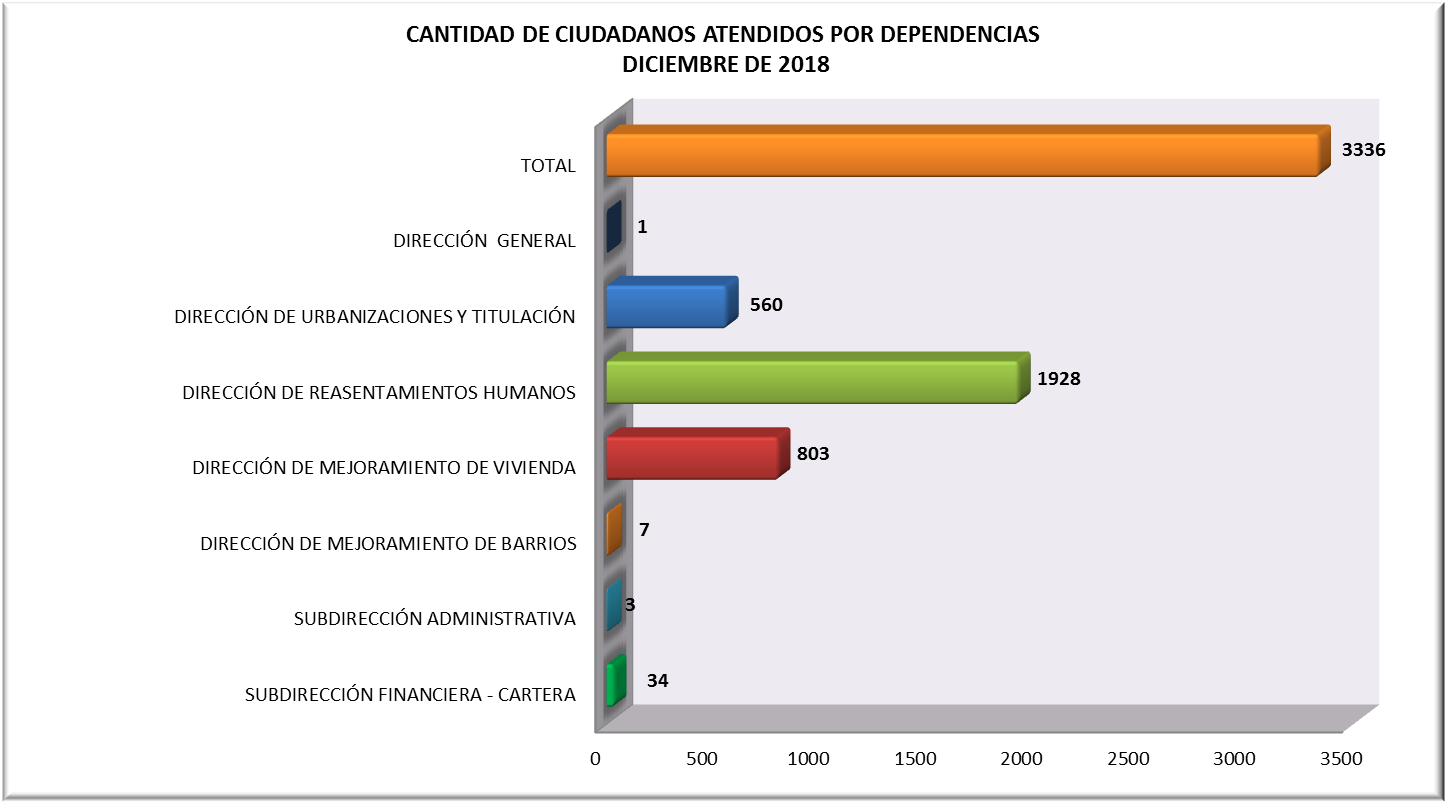 CANTIDAD DE CIUDADANOS ATENDIDOS POR DEPENDENCIAS
DICIEMBRE DE 2018
TOTAL 3336
DIRECCIÓN GENERAL 1
DIRECCIÓN DE URBANIZACIONES Y TITULACIÓN 560
DIRECCIÓN DE REASENTAMIENTOS HUMANOS 1928
DIRECCIÓN DE MEJORAMIENTO DE VIVIENDA 803
DIRECCIÓN DE MEJORAMIENTO DE BARRIOS 7
SUBDIRECCIÓN ADMINISTRATIVA 3
SUBDIRECCIÓN FINANCIERA - CARTERA 34
0 500 1000 1500 2000 2500 3000 3500